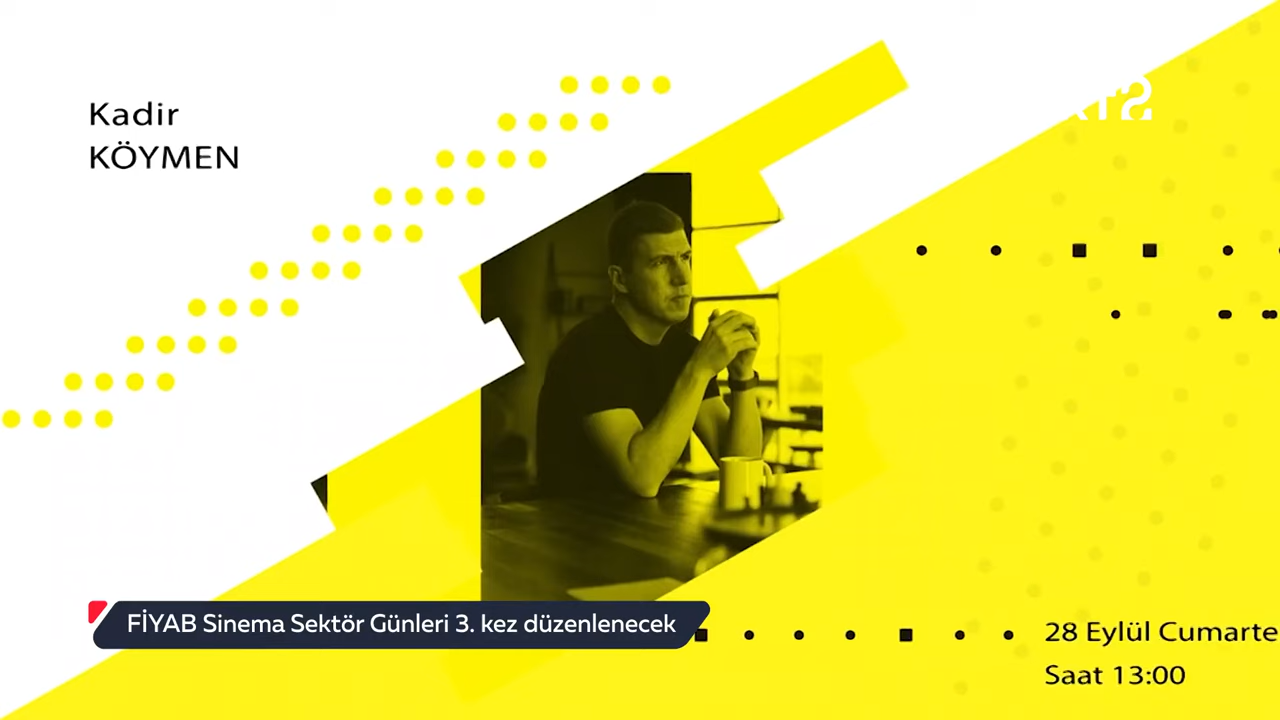 Kadir
KÖYMEN
FİYAB Sinema Sektör Günleri 3. kez düzenlenecek
28 Eylül Cumarte
Saat 13:00